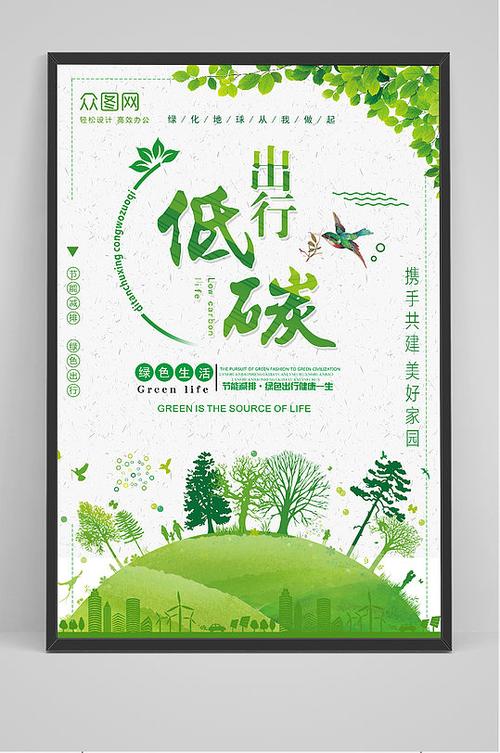 众图网
轻松设计 高效办公
绿化地球从我做起
出行
低碳
ditanchuxing congwozuoqi
Low carbon
life
节能减排 绿色出行
携手共建 美好家园
绿色生活
Green life
THE PURSUIT OF GREEN FASHION TO GREEN CIVILIZATION
节能减排·绿色出行健康一生
GREEN IS THE SOURCE OF LIFE